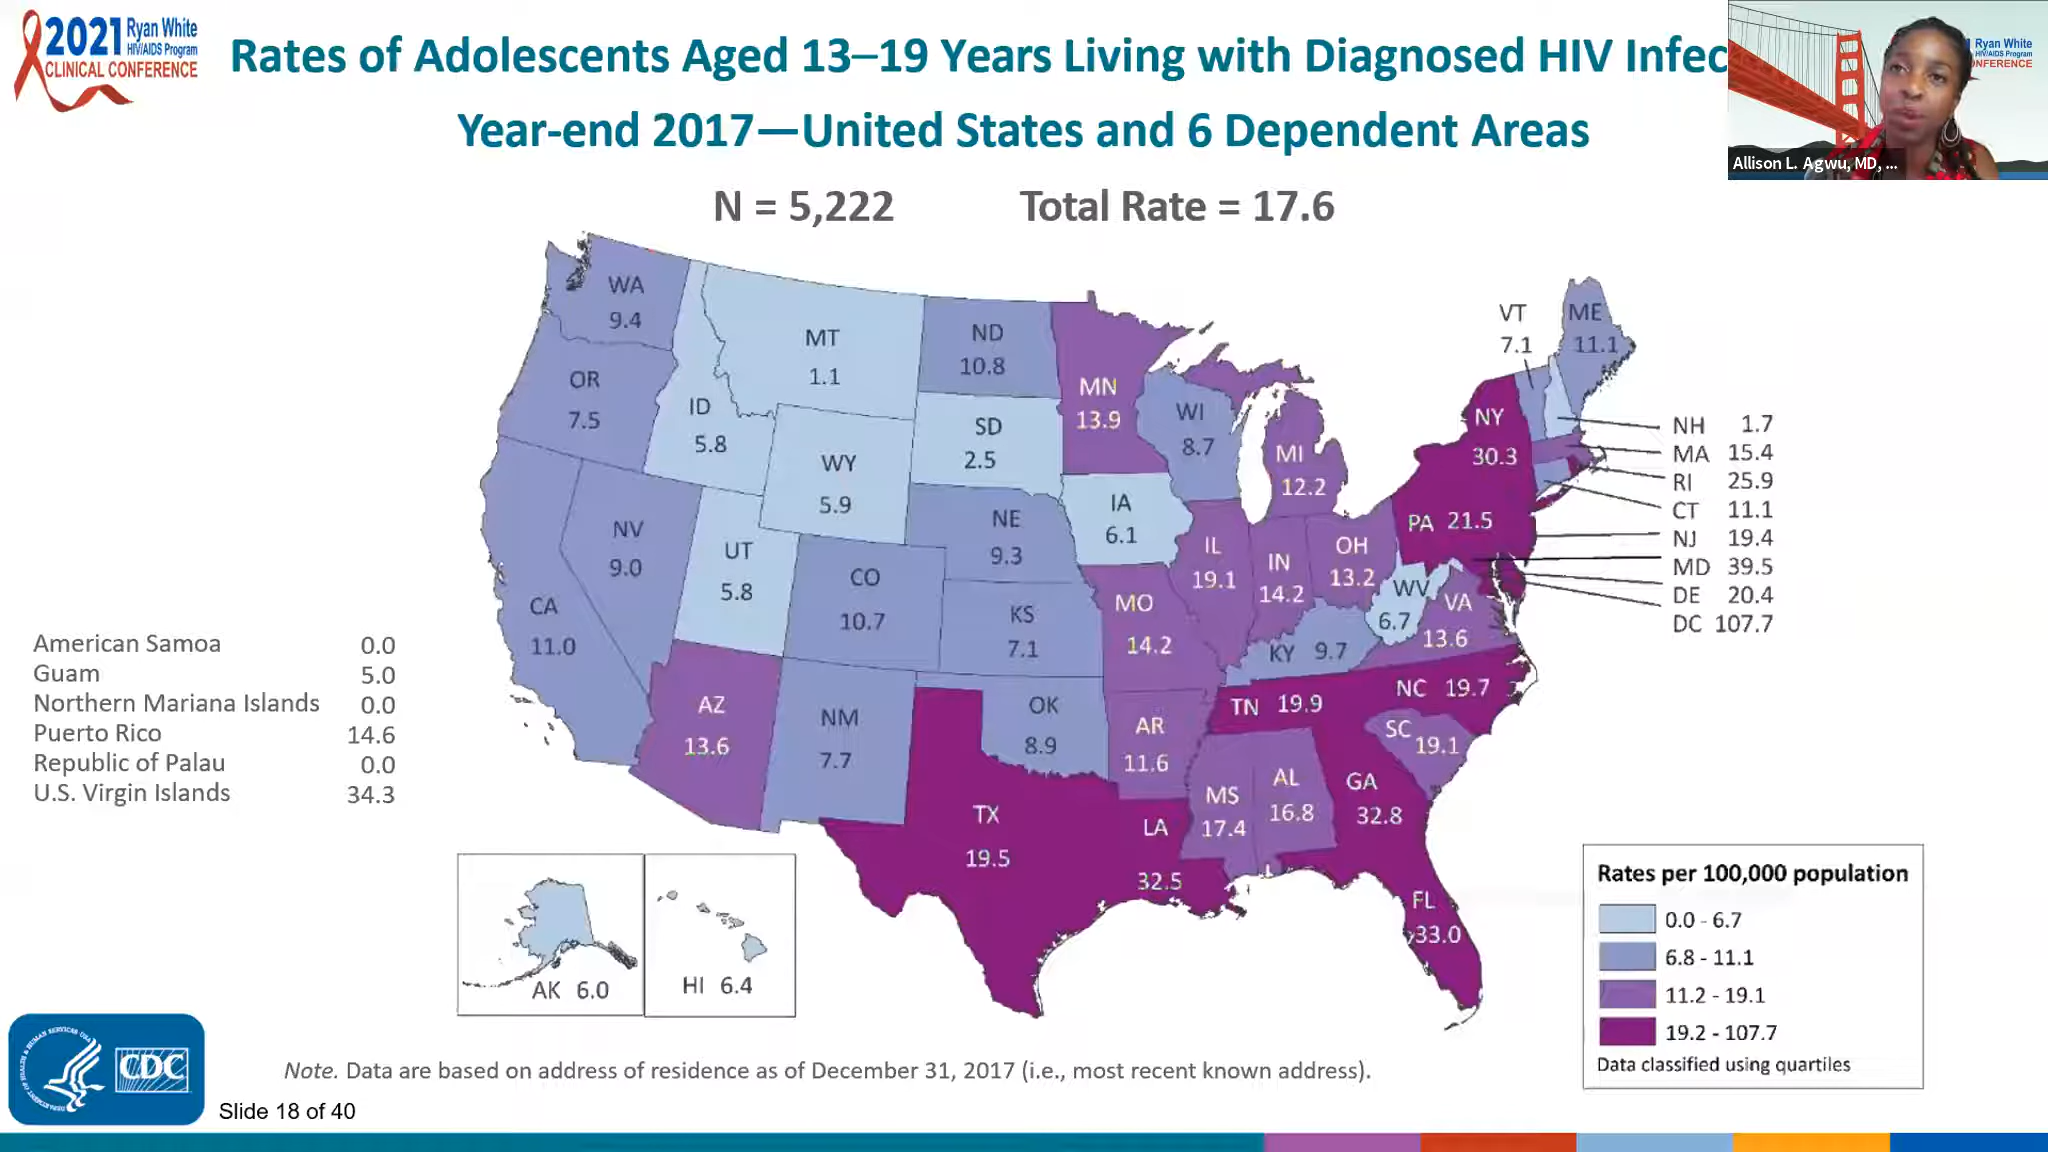 2021 Ryan White
HIV/AIDS Program
CLINICAL CONFERENCE
Rates of Adolescents Aged 13–19 Years Living with Diagnosed HIV Infec
Year-end 2017—United States and 6 Dependent Areas
Ryan White
HIV/AIDS Program
ONFERENCE
Allison L. Agwu, MD, ...
N = 5,222 Total Rate = 17.6
WA
9.4
OR
7.5
ID
5.8
MT
1.1
WY
5.9
ND
10.8
SD
2.5
NE
9.3
KS
7.1
MN
13.9
IA
6.1
WI
8.7
MI
12.2
IL
19.1
IN
14.2
OH
13.2
MO
14.2
KY 9.7
WV
6.7
VA
13.6
PA 21.5
NY
30.3
VT
7.1
ME
11.1
NH 1.7
MA 15.4
RI 25.9
CT 11.1
NJ 19.4
MD 39.5
DE 20.4
DC 107.7
CA
11.0
NV
9.0
UT
5.8
CO
10.7
AZ
13.6
NM
7.7
OK
8.9
TX
19.5
AR
11.6
LA
32.5
MS
17.4
AL
16.8
TN 19.9
NC 19.7
SC
19.1
GA
32.8
FL
33.0
AK 6.0
HI 6.4
American Samoa 0.0
Guam 5.0
Northern Mariana Islands 0.0
Puerto Rico 14.6
Republic of Palau 0.0
U.S. Virgin Islands 34.3
Rates per 100,000 population
0.0 - 6.7
6.8 - 11.1
11.2 - 19.1
19.2 - 107.7
Data classified using quartiles
CDC
Note. Data are based on address of residence as of December 31, 2017 (i.e., most recent known address).
Slide 18 of 40